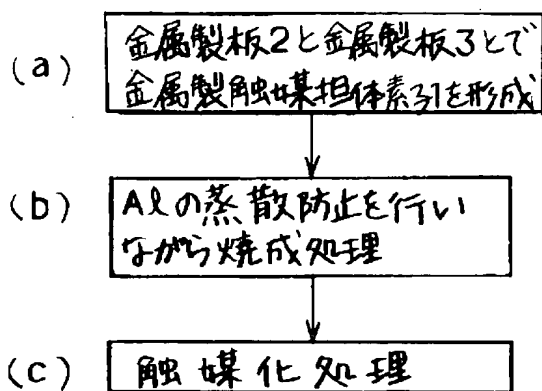 (a)
金属製板2と金属製板3とで
金属製触媒担体素子1を形成
(b)
Alの蒸散防止を行い
ながら焼成処理
(c)
触媒化処理